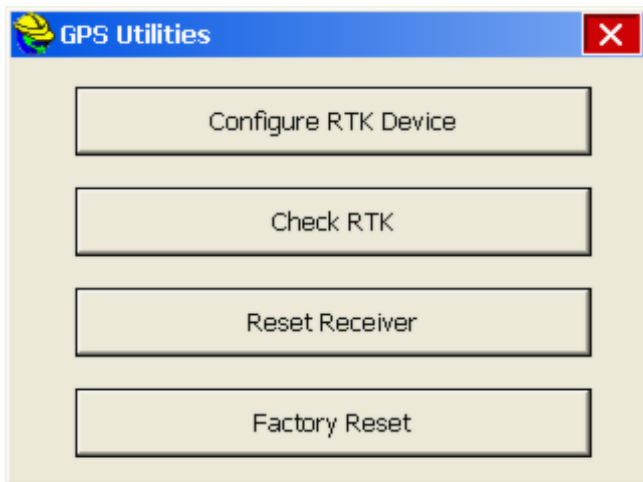 GPS Utilities
Configure RTK Device
Check RTK
Reset Receiver
Factory Reset